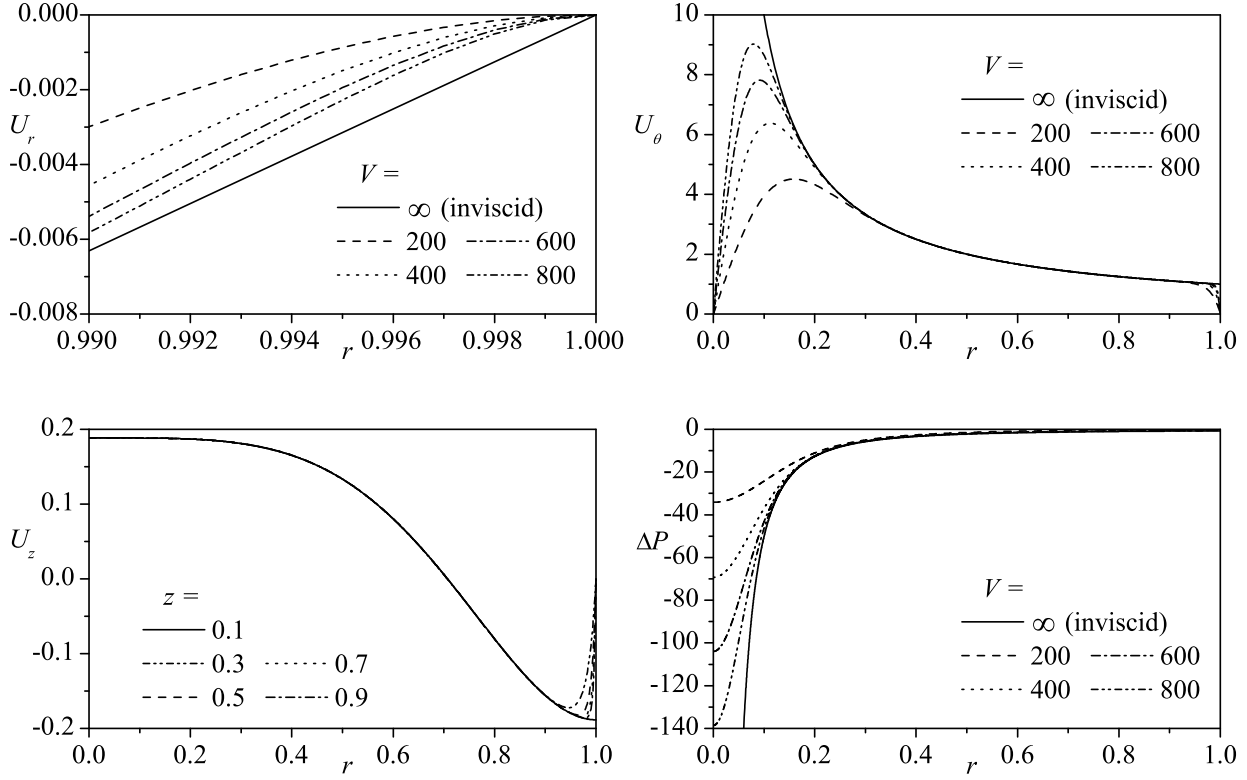 0.000
-0.002
-0.004
-0.006
-0.008
U_r
V =
∞ (inviscid)
200 600
400 800
0.990 0.992 0.994 0.996 0.998 1.000
r
10
8
6
4
2
0
U_θ
V =
∞ (inviscid)
200 600
400 800
0.0 0.2 0.4 0.6 0.8 1.0
r
0.2
0.1
0.0
-0.1
-0.2
U_z
z =
0.1
0.3 0.7
0.5 0.9
0.0 0.2 0.4 0.6 0.8 1.0
r
0
-20
-40
-60
-80
-100
-120
-140
ΔP
V =
∞ (inviscid)
200 600
400 800
0.0 0.2 0.4 0.6 0.8 1.0
r